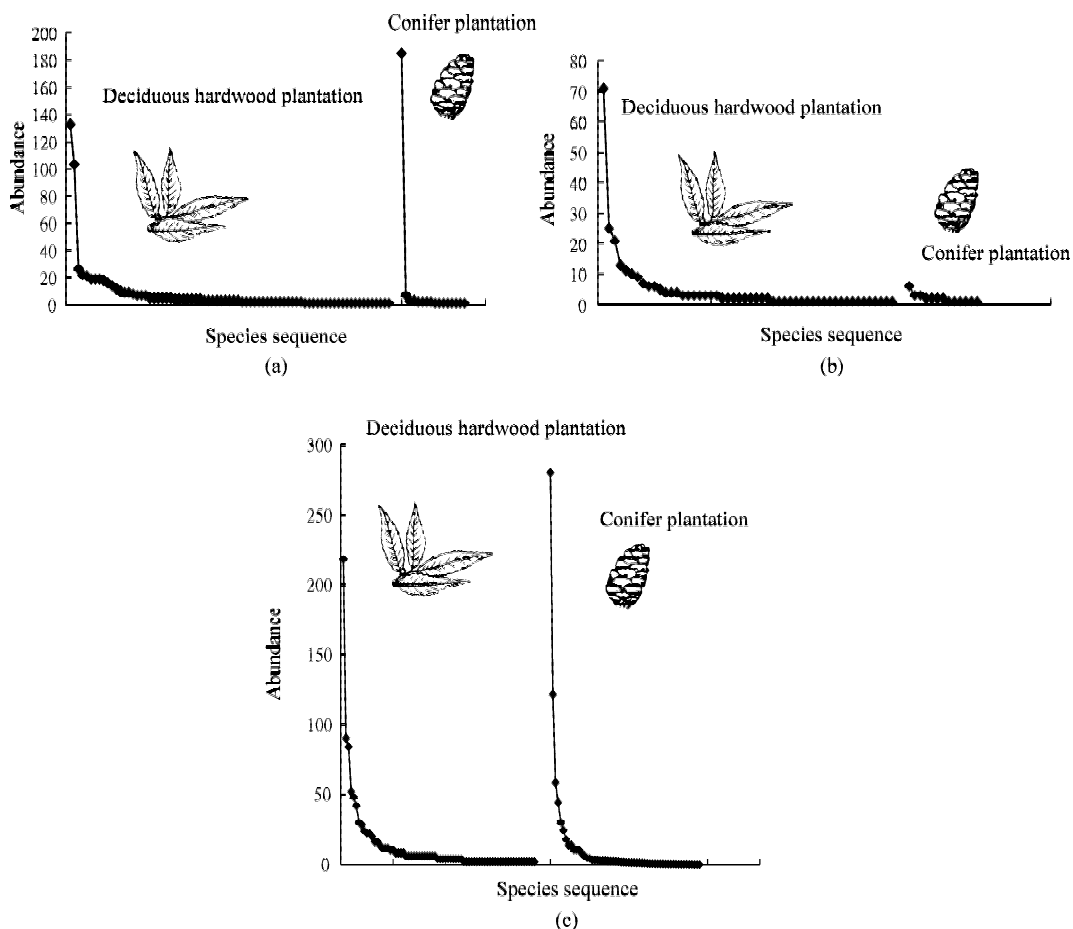 Conifer plantation
Deciduous hardwood plantation
Abundance
200
180
160
140
120
100
80
60
40
20
0
Species sequence
(a)
Deciduous hardwood plantation
Conifer plantation
Abundance
80
70
60
50
40
30
20
10
0
Species sequence
(b)
Deciduous hardwood plantation
Conifer plantation
Abundance
300
250
200
150
100
50
0
Species sequence
(c)